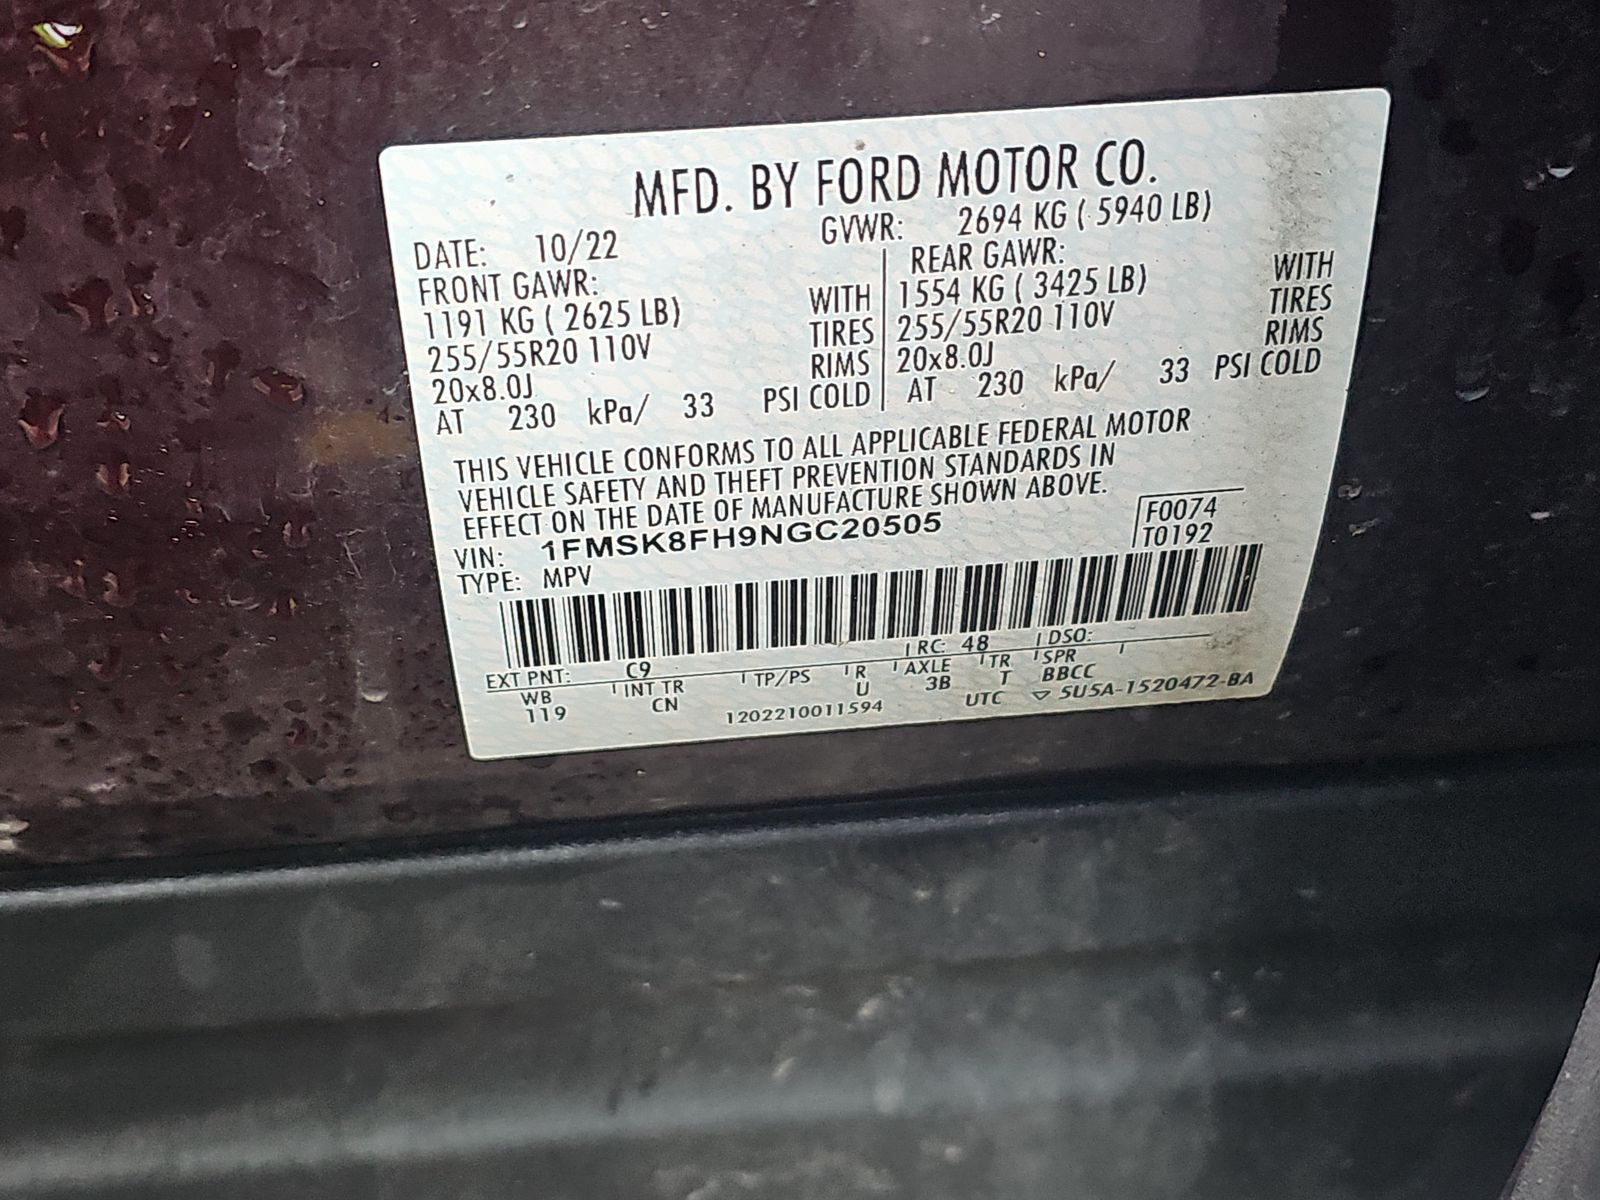 MFD. BY FORD MOTOR CO.
DATE: 10/22 GVWR: 2694 KG ( 5940 LB)
FRONT GAWR: REAR GAWR:
1191 KG ( 2625 LB) WITH 1554 KG ( 3425 LB) WITH
255/55R20 110V TIRES 255/55R20 110V TIRES
20x8.0J RIMS 20x8.0J RIMS
AT 230 kPa/ 33 PSI COLD AT 230 kPa/ 33 PSI COLD
THIS VEHICLE CONFORMS TO ALL APPLICABLE FEDERAL MOTOR
VEHICLE SAFETY AND THEFT PREVENTION STANDARDS IN
EFFECT ON THE DATE OF MANUFACTURE SHOWN ABOVE.
VIN: 1FMSK8FH9NGC20505 F0074
TYPE: MPV T0192
EXT PNT: C9 RC: 48 DSO:
WB INT TR TP/PS R AXLE TR SPR
119 CN U 3B T BBCC
1202210011594 UTC ▽ 5U5A-1520472-BA